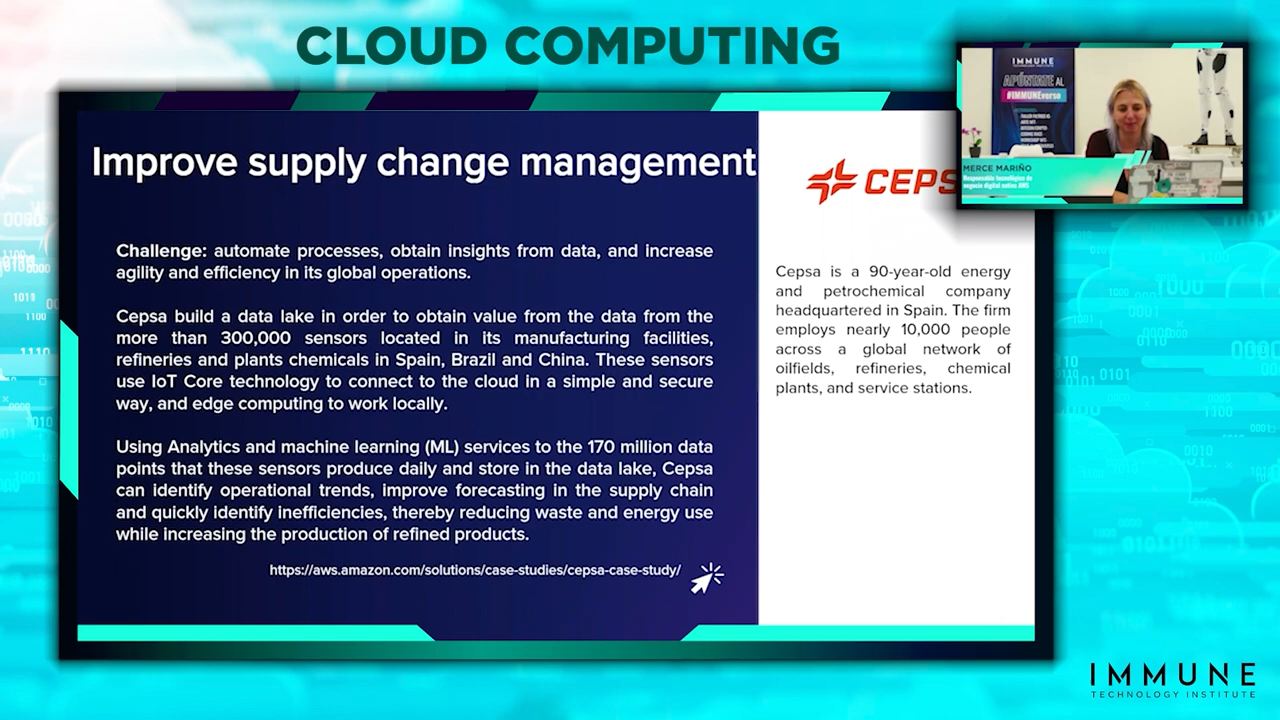 CLOUD COMPUTING
Improve supply change management
Challenge: automate processes, obtain insights from data, and increase
agility and efficiency in its global operations.
Cepsa build a data lake in order to obtain value from the data from the
more than 300,000 sensors located in its manufacturing facilities,
refineries and plants chemicals in Spain, Brazil and China. These sensors
use IoT Core technology to connect to the cloud in a simple and secure
way, and edge computing to work locally.
Using Analytics and machine learning (ML) services to the 170 million data
points that these sensors produce daily and store in the data lake, Cepsa
can identify operational trends, improve forecasting in the supply chain
and quickly identify inefficiencies, thereby reducing waste and energy use
while increasing the production of refined products.
https://aws.amazon.com/solutions/case-studies/cepsa-case-study/
CEPS
Cepsa is a 90-year-old energy
and petrochemical company
headquartered in Spain. The firm
employs nearly 10,000 people
across a global network of
oilfields, refineries, chemical
plants, and service stations.
IMMUNE
APÚNTATE AL
#IMMUNEverso
MERCE MARIÑO
Responsable tecnológico de
negocio digital native AWS
IMMUNE
TECHNOLOGY INSTITUTE